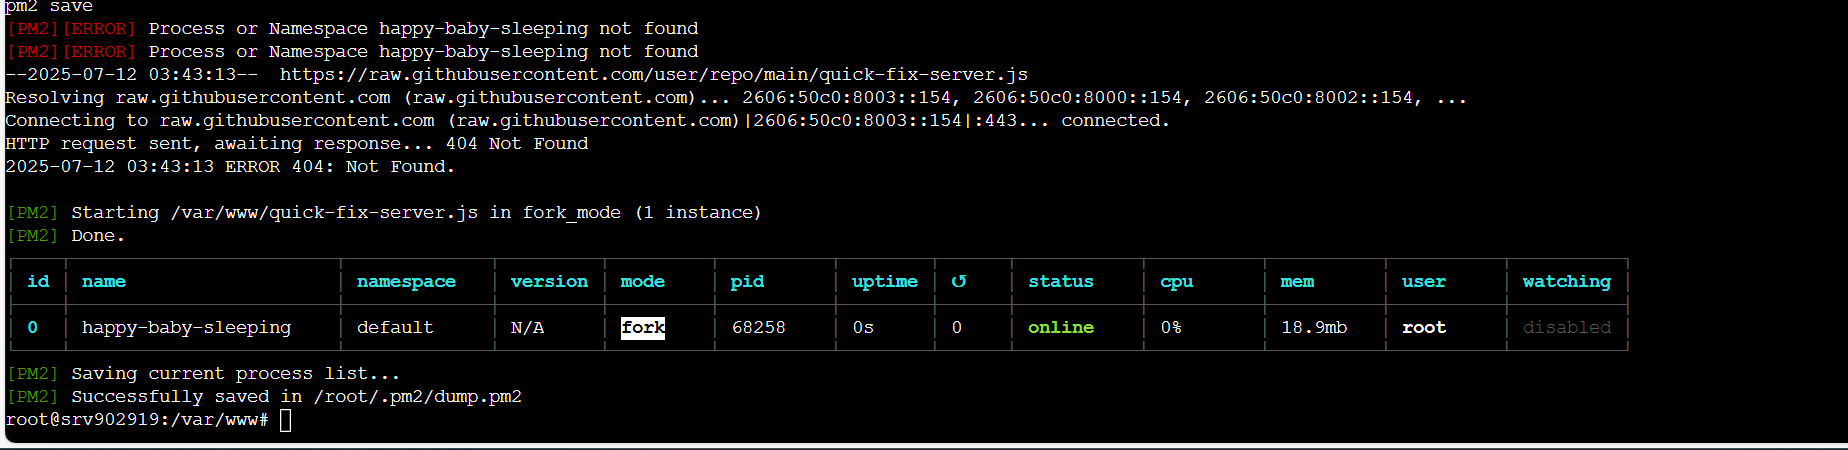 pm2 save
[PM2][ERROR] Process or Namespace happy-baby-sleeping not found
[PM2][ERROR] Process or Namespace happy-baby-sleeping not found
--2025-07-12 03:43:13--  https://raw.githubusercontent.com/user/repo/main/quick-fix-server.js
Resolving raw.githubusercontent.com (raw.githubusercontent.com)... 2606:50c0:8003::154, 2606:50c0:8000::154, 2606:50c0:8002::154, ...
Connecting to raw.githubusercontent.com (raw.githubusercontent.com)|2606:50c0:8003::154|:443... connected.
HTTP request sent, awaiting response... 404 Not Found
2025-07-12 03:43:13 ERROR 404: Not Found.
[PM2] Starting /var/www/quick-fix-server.js in fork_mode (1 instance)
[PM2] Done.
id │ name │ namespace │ version │ mode │ pid │ uptime │ ↺ │ status │ cpu │ mem │ user │ watching
0 │ happy-baby-sleeping │ default │ N/A │ fork │ 68258 │ 0s │ 0 │ online │ 0% │ 18.9mb │ root │ disabled
[PM2] Saving current process list...
[PM2] Successfully saved in /root/.pm2/dump.pm2
root@srv902919:/var/www#